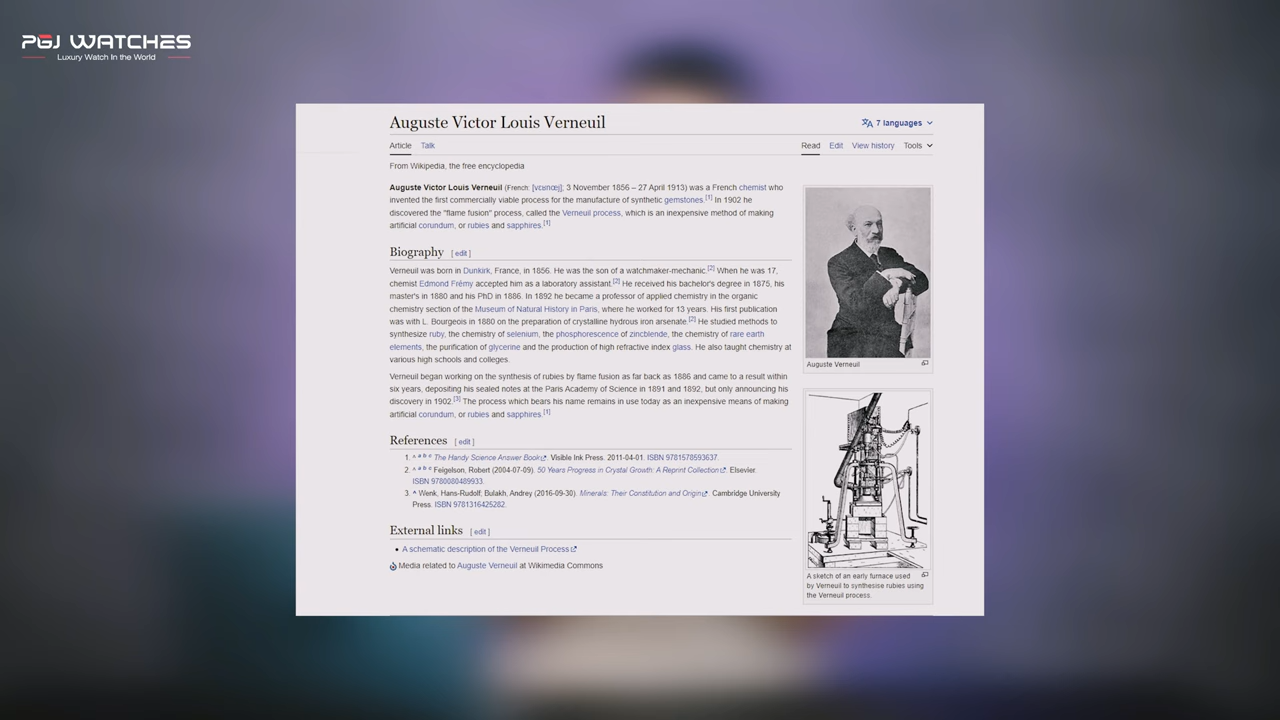 PGJ WATCHES
Luxury Watch In the World
Auguste Victor Louis Verneuil
7 languages
Article Talk
Read Edit View history Tools
From Wikipedia, the free encyclopedia
Auguste Victor Louis Verneuil (French: [vɛʁnœj]; 3 November 1856 – 27 April 1913) was a French chemist who
invented the first commercially viable process for the manufacture of synthetic gemstones.[1] In 1902 he
discovered the "flame fusion" process, called the Verneuil process, which is an inexpensive method of making
artificial corundum, or rubies and sapphires.[1]
Biography [ edit ]
Verneuil was born in Dunkirk, France, in 1856. He was the son of a watchmaker-mechanic.[2] When he was 17,
chemist Edmond Frémy accepted him as a laboratory assistant.[2] He received his bachelor's degree in 1875, his
master's in 1880 and his PhD in 1886. In 1892 he became a professor of applied chemistry in the organic
chemistry section of the Museum of Natural History in Paris, where he worked for 13 years. His first publication
was with L. Bourgeois in 1880 on the preparation of crystalline hydrous iron arsenate.[2] He studied methods to
synthesize ruby, the chemistry of selenium, the phosphorescence of zincblende, the chemistry of rare earth
elements, the purification of glycerine and the production of high refractive index glass. He also taught chemistry at
various high schools and colleges.
Verneuil began working on the synthesis of rubies by flame fusion as far back as 1886 and came to a result within
six years, depositing his sealed notes at the Paris Academy of Science in 1891 and 1892, but only announcing his
discovery in 1902.[3] The process which bears his name remains in use today as an inexpensive means of making
artificial corundum, or rubies and sapphires.[1]
References [ edit ]
1. ^ a b c The Handy Science Answer Book. Visible Ink Press. 2011-04-01. ISBN 9781578593637.
2. ^ a b c Feigelson, Robert (2004-07-09). 50 Years Progress in Crystal Growth: A Reprint Collection. Elsevier.
ISBN 9780080489933.
3. ^ Wenk, Hans-Rudolf; Bulakh, Andrey (2016-09-30). Minerals: Their Constitution and Origin. Cambridge University
Press. ISBN 9781316425282.
External links [ edit ]
• A schematic description of the Verneuil Process
Media related to Auguste Verneuil at Wikimedia Commons
Auguste Verneuil
A sketch of an early furnace used
by Verneuil to synthesise rubies using
the Verneuil process.